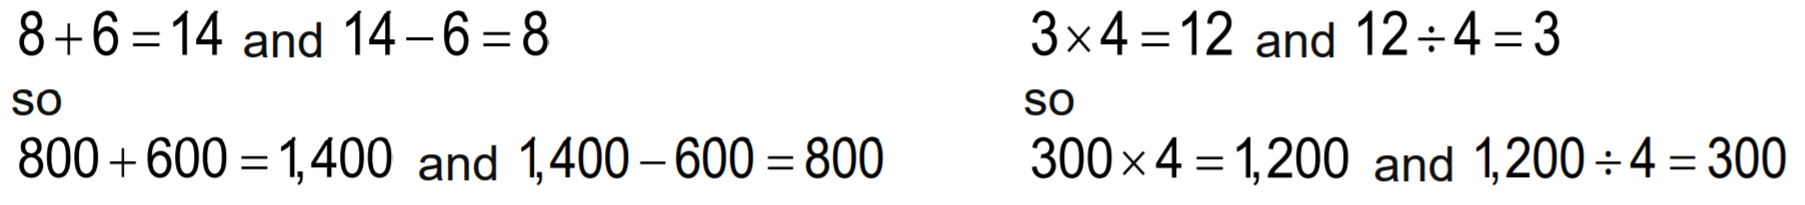 8 + 6 = 14 and 14 − 6 = 8
so
800 + 600 = 1,400 and 1,400 − 600 = 800
3 × 4 = 12 and 12 ÷ 4 = 3
so
300 × 4 = 1,200 and 1,200 ÷ 4 = 300